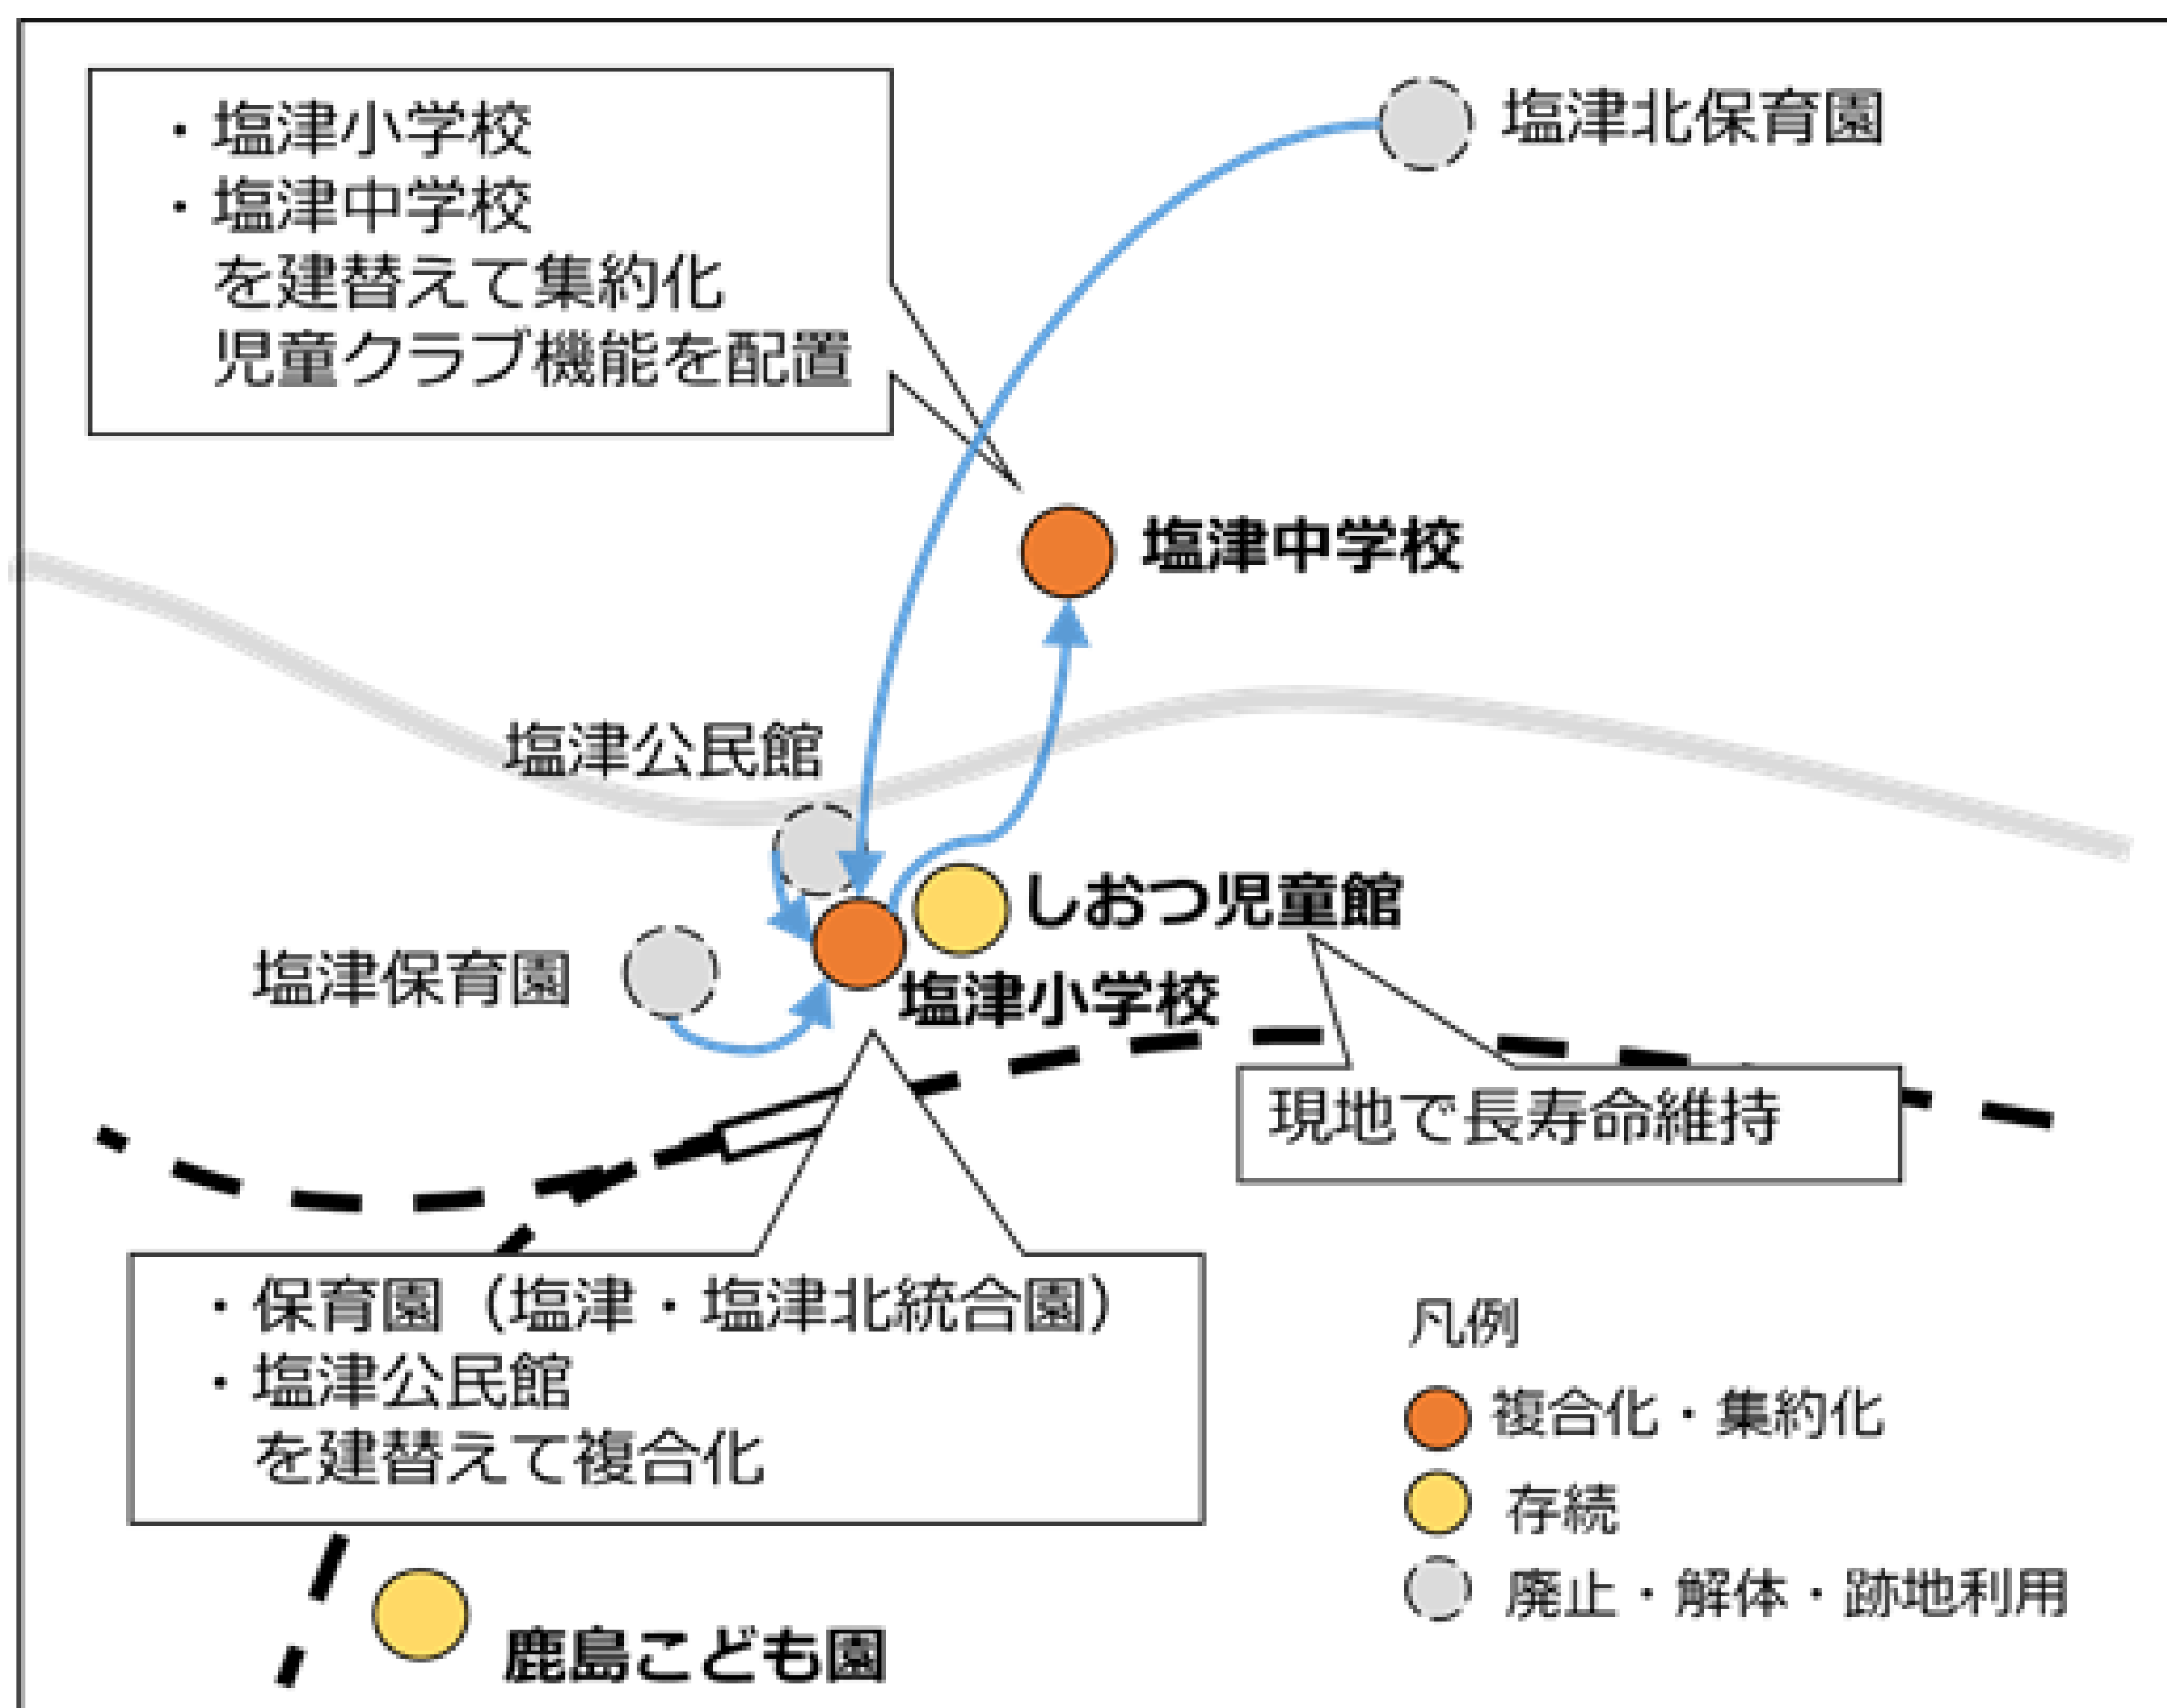 ・塩津小学校
・塩津中学校
を建替えて集約化
児童クラブ機能を配置
塩津北保育園
塩津中学校
塩津公民館
しおつ児童館
塩津保育園
塩津小学校
現地で長寿命維持
・保育園（塩津・塩津北統合園）
・塩津公民館
を建替えて複合化
凡例
複合化・集約化
存続
廃止・解体・跡地利用
鹿島こども園